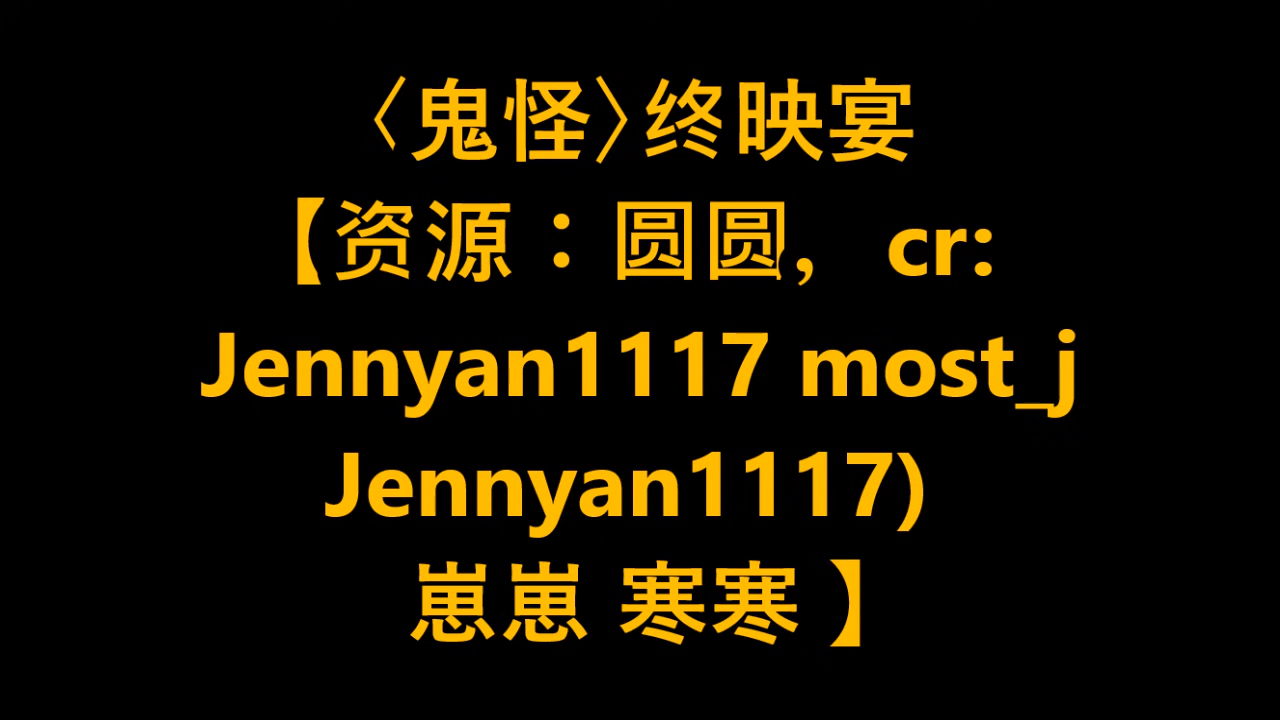 〈鬼怪〉终映宴
【资源：圆圆，cr:
Jennyan1117 most_j
Jennyan1117)
崽崽 寒寒 】